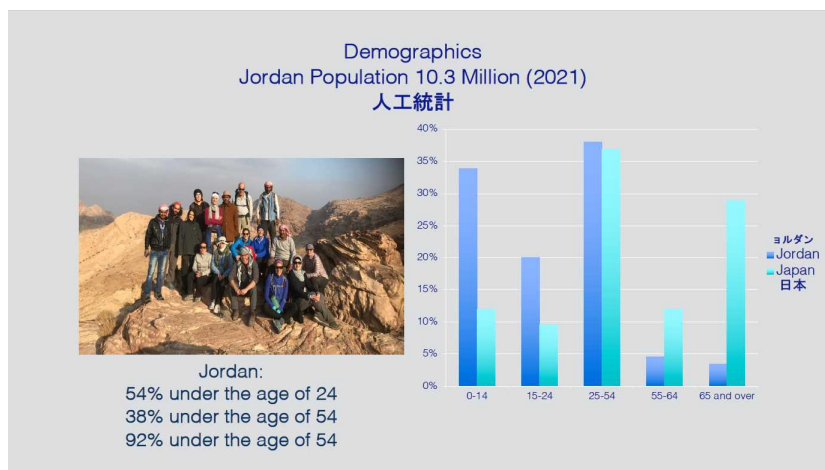 Demographics
Jordan Population 10.3 Million (2021)
人工統計
40%
35%
30%
25%
20%
15%
10%
5%
0%
0-14
15-24
25-54
55-64
65 and over
ョルダン
Jordan
Japan
日本
Jordan:
54% under the age of 24
38% under the age of 54
92% under the age of 54